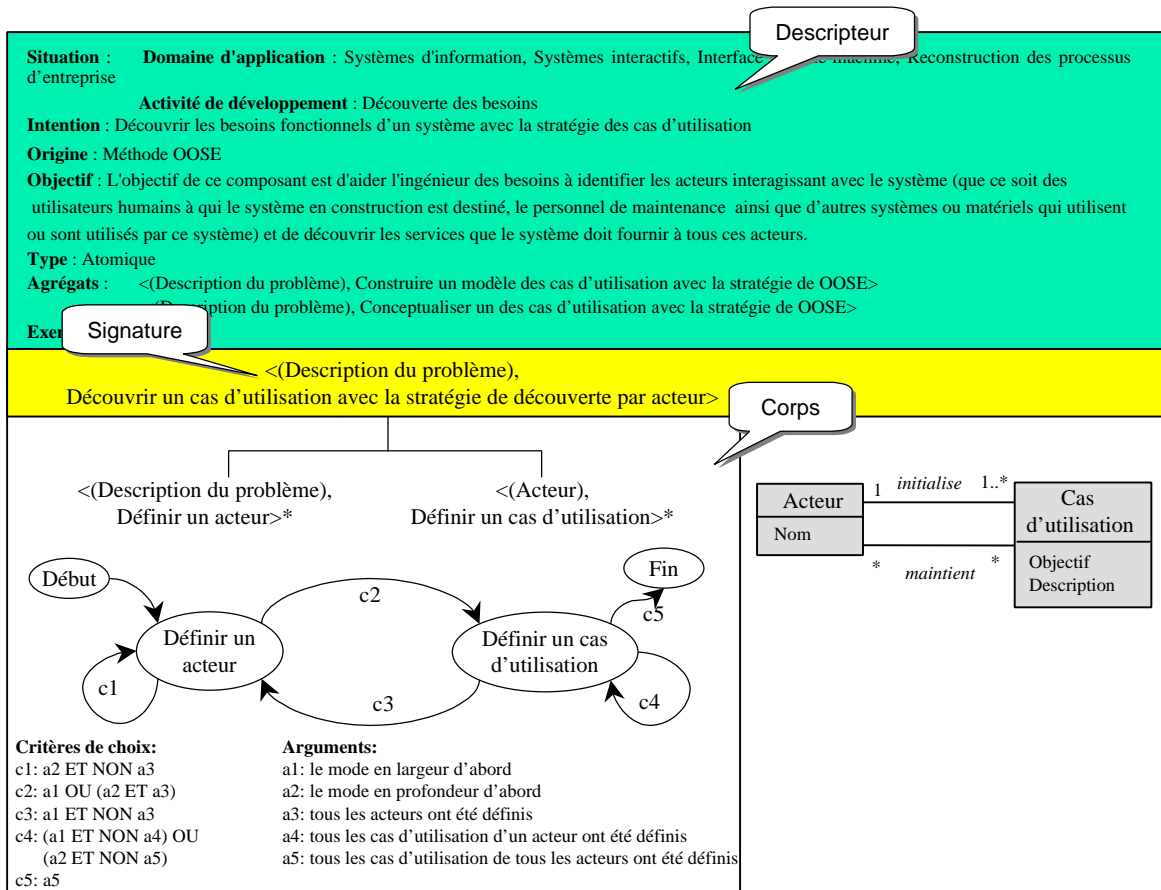 Descripteur
Situation : Domaine d'application : Systèmes d'information, Systèmes interactifs, Interface machine, Reconstruction des processus
d’entreprise
Activité de développement : Découverte des besoins
Intention : Découvrir les besoins fonctionnels d’un système avec la stratégie des cas d’utilisation
Origine : Méthode OOSE
Objectif : L'objectif de ce composant est d'aider l'ingénieur des besoins à identifier les acteurs interagissant avec le système (que ce soit des
utilisateurs humains à qui le système en construction est destiné, le personnel de maintenance ainsi que d’autres systèmes ou matériels qui utilisent
ou sont utilisés par ce système) et de découvrir les services que le système doit fournir à tous ces acteurs.
Type : Atomique
Agrégats : <(Description du problème), Construire un modèle des cas d’utilisation avec la stratégie de OOSE>
du problème), Conceptualiser un des cas d’utilisation avec la stratégie de OOSE>
Signature
<(Description du problème),
Découvrir un cas d’utilisation avec la stratégie de découverte par acteur>
Corps
<(Description du problème),
Définir un acteur>*
<(Acteur),
Définir un cas d’utilisation>*
Début
Fin
c2
c5
Définir un
acteur
Définir un cas
d’utilisation
c1
c3
c4
Critères de choix:
c1: a2 ET NON a3
c2: a1 OU (a2 ET a3)
c3: a1 ET NON a3
c4: (a1 ET NON a4) OU
(a2 ET NON a5)
c5: a5
Arguments:
a1: le mode en largeur d’abord
a2: le mode en profondeur d’abord
a3: tous les acteurs ont été définis
a4: tous les cas d’utilisation d’un acteur ont été définis
a5: tous les cas d’utilisation de tous les acteurs ont été définis
Acteur
Nom
1 initialise 1..*
* maintient *
Cas
d’utilisation
Objectif
Description